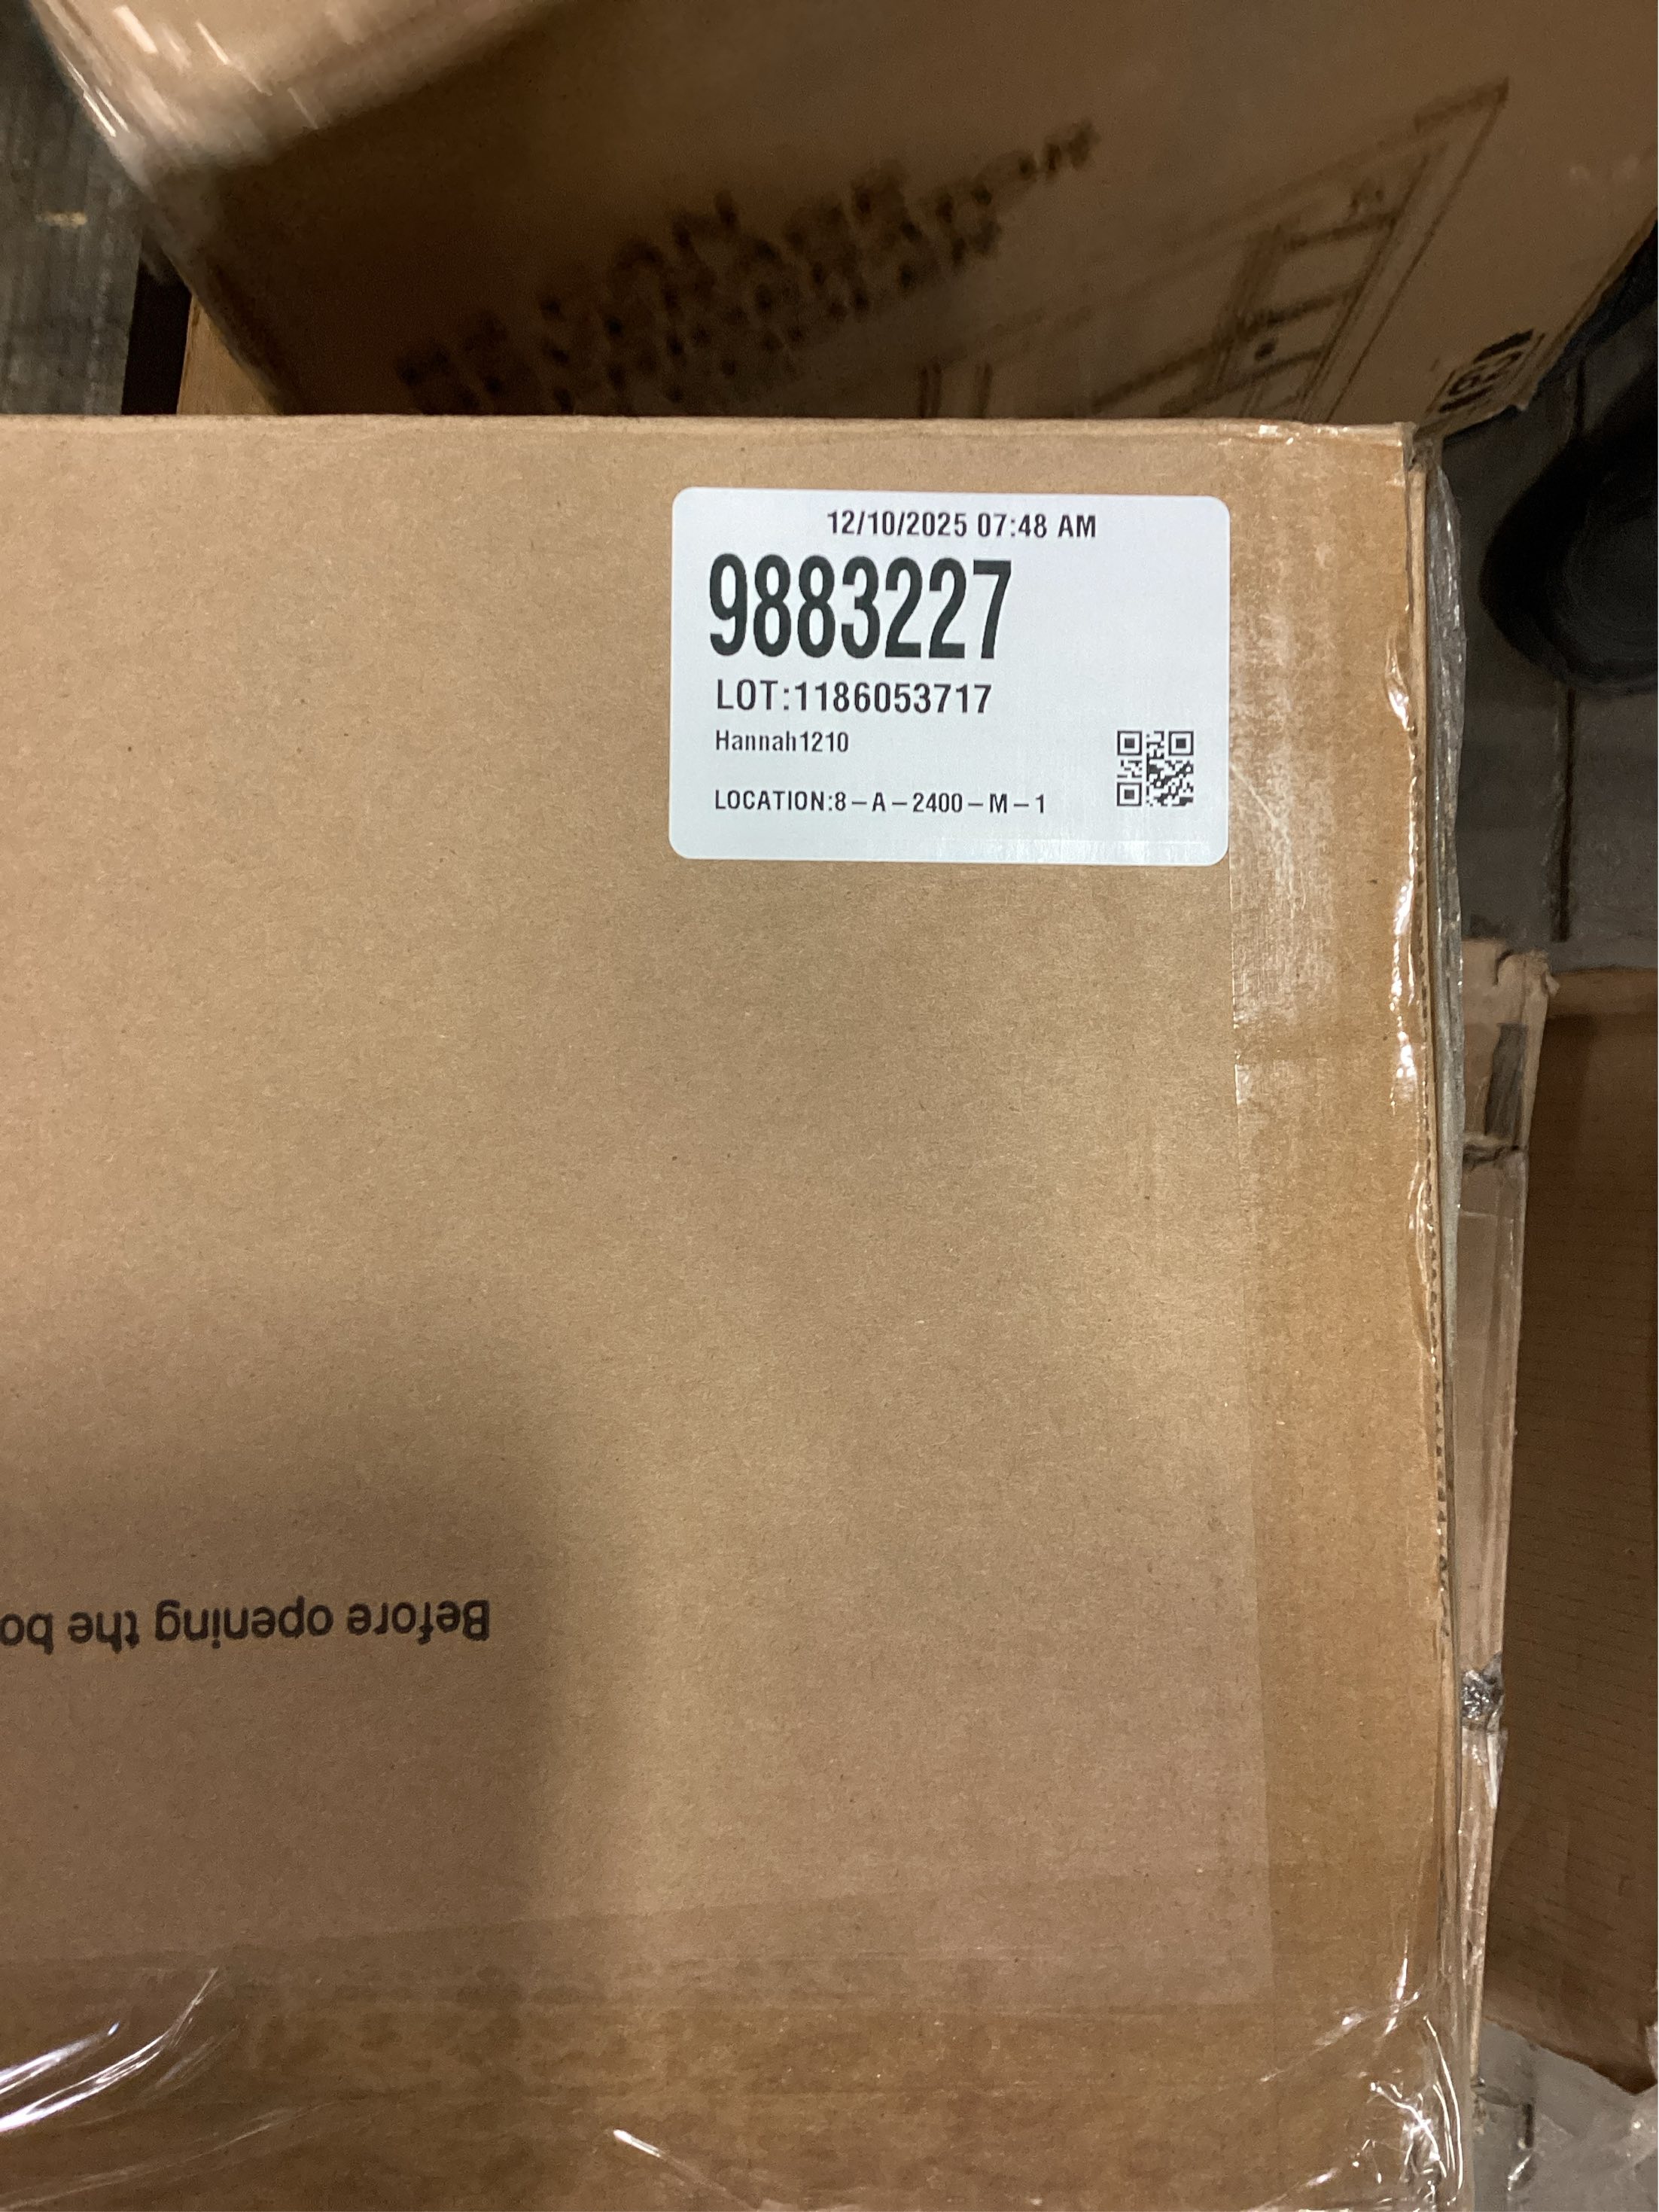 12/10/2025 07:48 AM
9883227
LOT:1186053717
Hannah1210
LOCATION:8-A-2400-M-1
Before opening the bo